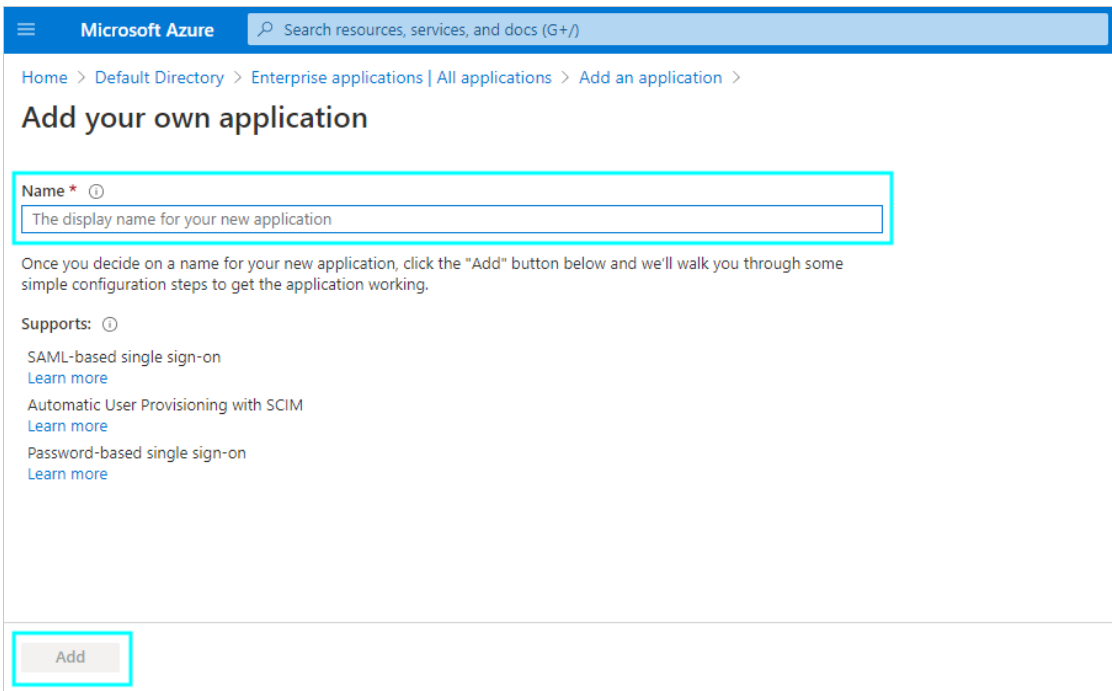 Microsoft Azure
Search resources, services, and docs (G+/)
Home > Default Directory > Enterprise applications | All applications > Add an application >
Add your own application
Name *
The display name for your new application
Once you decide on a name for your new application, click the "Add" button below and we'll walk you through some
simple configuration steps to get the application working.
Supports:
SAML-based single sign-on
Learn more
Automatic User Provisioning with SCIM
Learn more
Password-based single sign-on
Learn more
Add